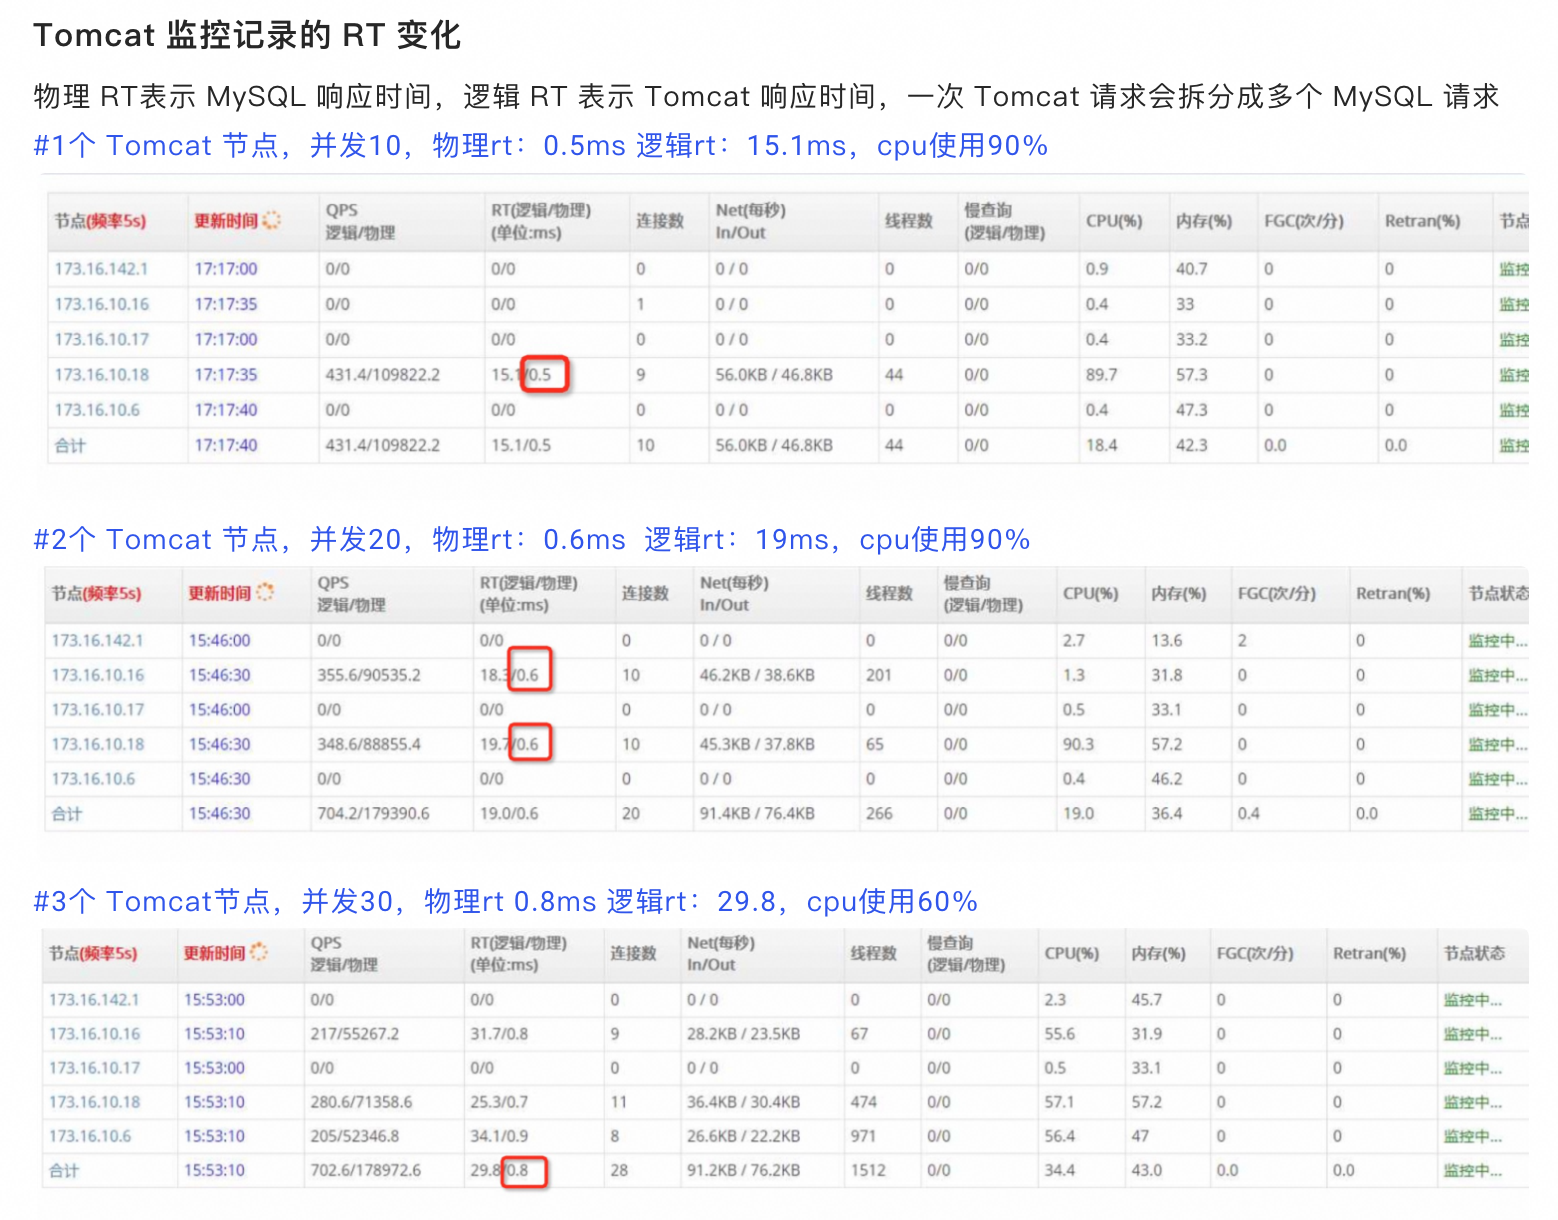 Tomcat 监控记录的 RT 变化
物理 RT表示 MySQL 响应时间，逻辑 RT 表示 Tomcat 响应时间，一次 Tomcat 请求会拆分成多个 MySQL 请求
#1个 Tomcat 节点，并发10，物理rt：0.5ms 逻辑rt：15.1ms，cpu使用90%
节点(频率5s) 更新时间 QPS 逻辑/物理 RT(逻辑/物理) (单位:ms) 连接数 Net(每秒) In/Out 线程数 慢查询 (逻辑/物理) CPU(%) 内存(%) FGC(次/分) Retran(%) 节点
173.16.142.1 17:17:00 0/0 0/0 0 0 / 0 0 0/0 0.9 40.7 0 0 监控
173.16.10.16 17:17:35 0/0 0/0 1 0 / 0 0 0/0 0.4 33 0 0 监控
173.16.10.17 17:17:00 0/0 0/0 0 0 / 0 0 0/0 0.4 33.2 0 0 监控
173.16.10.18 17:17:35 431.4/109822.2 15.1/0.5 9 56.0KB / 46.8KB 44 0/0 89.7 57.3 0 0 监控
173.16.10.6 17:17:40 0/0 0/0 0 0 / 0 0 0/0 0.4 47.3 0 0 监控
合计 17:17:40 431.4/109822.2 15.1/0.5 10 56.0KB / 46.8KB 44 0/0 18.4 42.3 0.0 0.0 监控
#2个 Tomcat 节点，并发20，物理rt：0.6ms 逻辑rt：19ms，cpu使用90%
节点(频率5s) 更新时间 QPS 逻辑/物理 RT(逻辑/物理) (单位:ms) 连接数 Net(每秒) In/Out 线程数 慢查询 (逻辑/物理) CPU(%) 内存(%) FGC(次/分) Retran(%) 节点状态
173.16.142.1 15:46:00 0/0 0/0 0 0 / 0 0 0/0 2.7 13.6 2 0 监控中...
173.16.10.16 15:46:30 355.6/90535.2 18.3/0.6 10 46.2KB / 38.6KB 201 0/0 1.3 31.8 0 0 监控中...
173.16.10.17 15:46:00 0/0 0/0 0 0 / 0 0 0/0 0.5 33.1 0 0 监控中...
173.16.10.18 15:46:30 348.6/88855.4 19.7/0.6 10 45.3KB / 37.8KB 65 0/0 90.3 57.2 0 0 监控中...
173.16.10.6 15:46:30 0/0 0/0 0 0 / 0 0 0/0 0.4 46.2 0 0 监控中...
合计 15:46:30 704.2/179390.6 19.0/0.6 20 91.4KB / 76.4KB 266 0/0 19.0 36.4 0.4 0.0 监控中...
#3个 Tomcat节点，并发30，物理rt 0.8ms 逻辑rt：29.8，cpu使用60%
节点(频率5s) 更新时间 QPS 逻辑/物理 RT(逻辑/物理) (单位:ms) 连接数 Net(每秒) In/Out 线程数 慢查询 (逻辑/物理) CPU(%) 内存(%) FGC(次/分) Retran(%) 节点状态
173.16.142.1 15:53:00 0/0 0/0 0 0 / 0 0 0/0 2.3 45.7 0 0 监控中...
173.16.10.16 15:53:10 217/55267.2 31.7/0.8 9 28.2KB / 23.5KB 67 0/0 55.6 31.9 0 0 监控中...
173.16.10.17 15:53:00 0/0 0/0 0 0 / 0 0 0/0 0.5 33.1 0 0 监控中...
173.16.10.18 15:53:10 280.6/71358.6 25.3/0.7 11 36.4KB / 30.4KB 474 0/0 57.1 57.2 0 0 监控中...
173.16.10.6 15:53:10 205/52346.8 34.1/0.9 8 26.6KB / 22.2KB 971 0/0 56.4 47 0 0 监控中...
合计 15:53:10 702.6/178972.6 29.8/0.8 28 91.2KB / 76.2KB 1512 0/0 34.4 43.0 0.0 0.0 监控中...